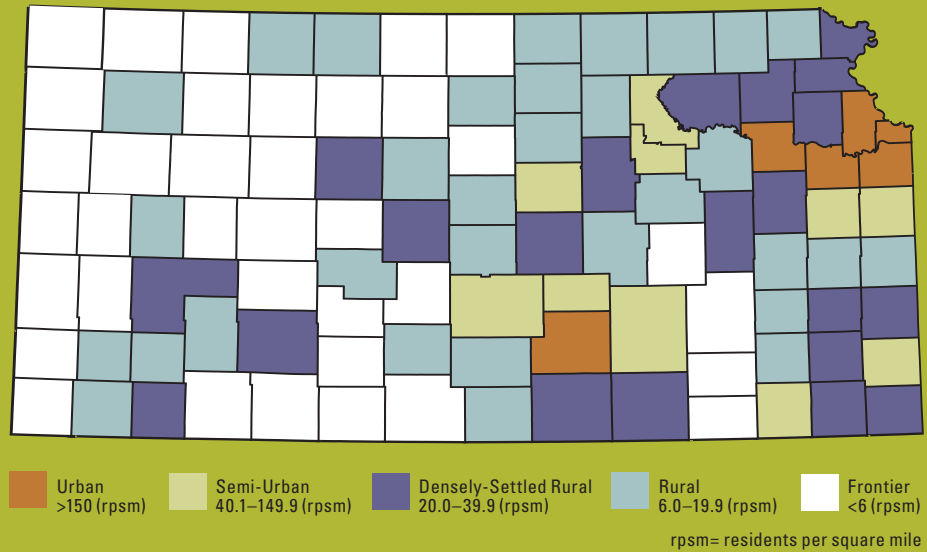 Urban
>150 (rpsm)
Semi-Urban
40.1–149.9 (rpsm)
Densely-Settled Rural
20.0–39.9 (rpsm)
Rural
6.0–19.9 (rpsm)
Frontier
<6 (rpsm)
rpsm= residents per square mile